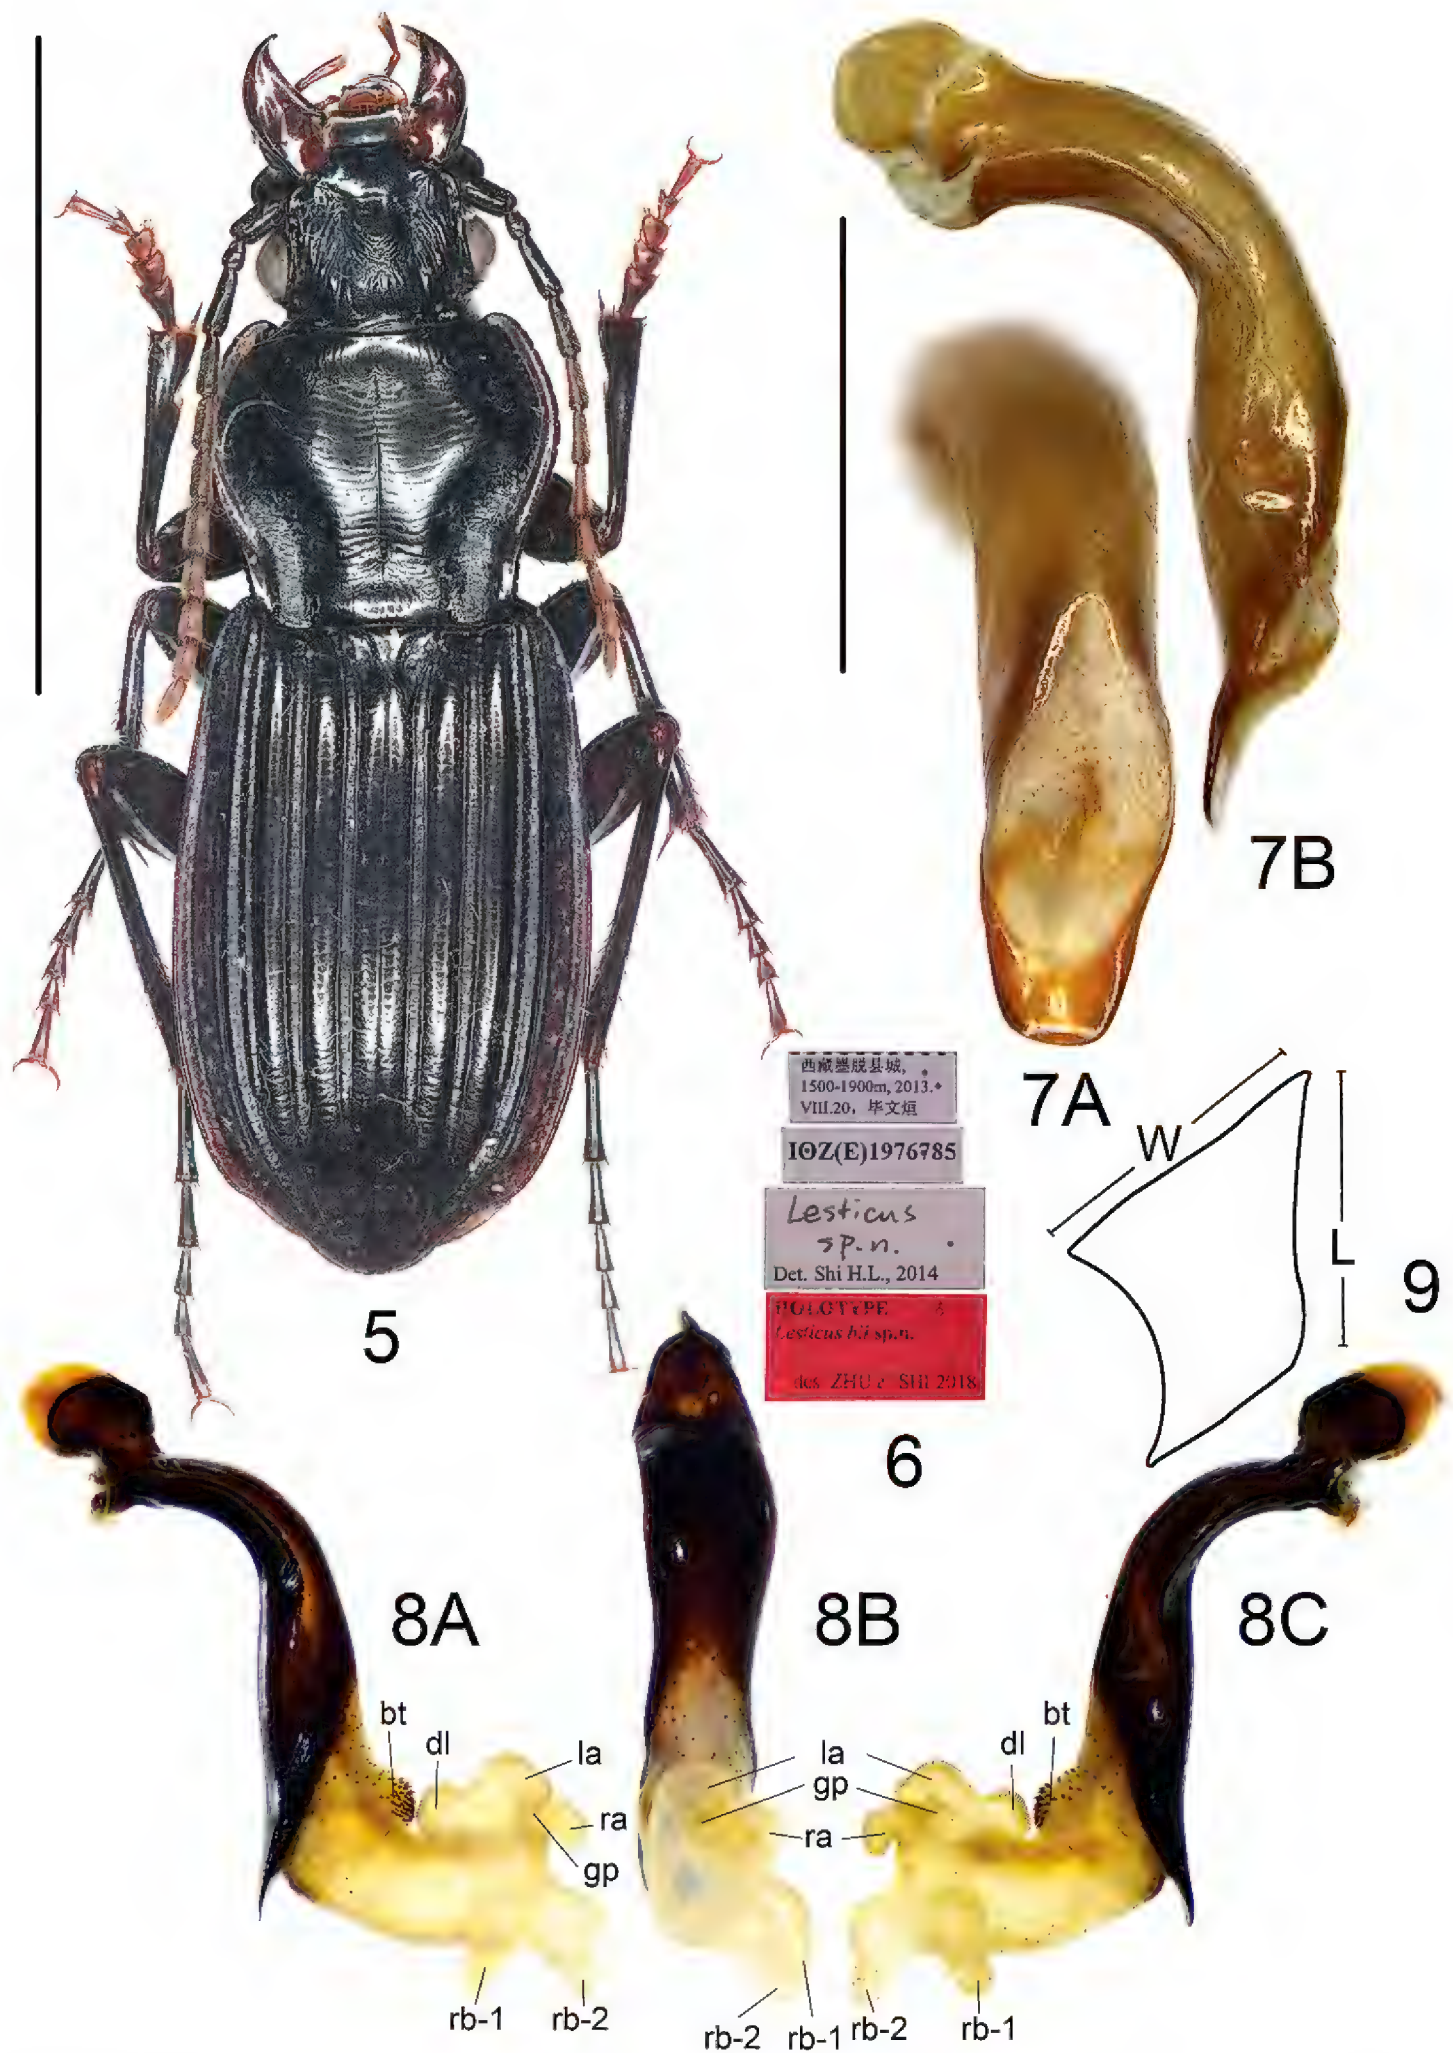 5
7B
7A
西藏墨脱县城,
1500-1900m, 2013.
VIII.20, 毕文烜
IOZ(E)1976785
Lesticus
sp.n.
Det. Shi H.L., 2014
HOLOTYPE ♂
Lesticus bii sp.n.
des. ZHU & SHI 2018
6
W
L
9
8A
bt
dl
la
ra
gp
rb-1
rb-2
8B
la
gp
ra
rb-2
rb-1
8C
bt
dl
rb-2
rb-1